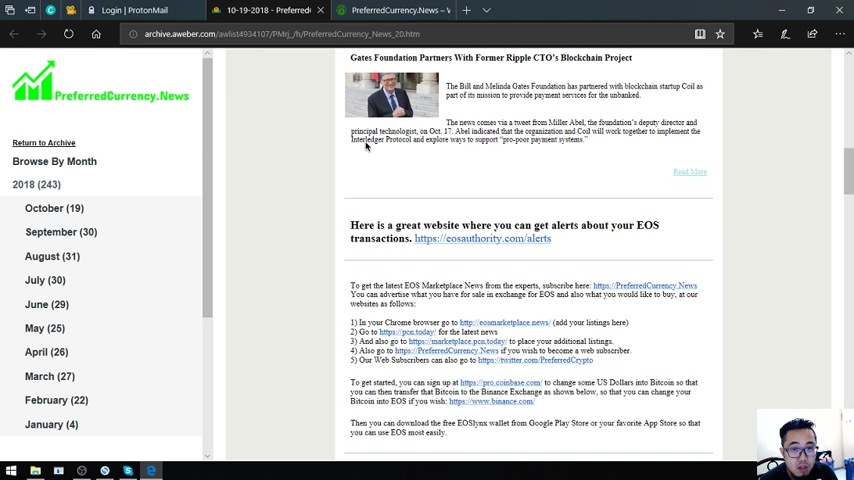 Login | ProtonMail
10-19-2018 - Preferred
PreferredCurrency.News – V
archive.aweber.com/awlist4934107/PMrj_/h/PreferredCurrency_News_20.htm
PreferredCurrency.News
Return to Archive
Browse By Month
2018 (243)
October (19)
September (30)
August (31)
July (30)
June (29)
May (25)
April (26)
March (27)
February (22)
January (4)
Gates Foundation Partners With Former Ripple CTO's Blockchain Project
The Bill and Melinda Gates Foundation has partnered with blockchain startup Coil as
part of its mission to provide payment services for the unbanked.
The news comes via a tweet from Miller Abel, the foundation's deputy director and
principal technologist, on Oct. 17. Abel indicated that the organization and Coil will work together to implement the
Interledger Protocol and explore ways to support “pro-poor payment systems.”
Read More
Here is a great website where you can get alerts about your EOS
transactions. https://eosauthority.com/alerts
To get the latest EOS Marketplace News from the experts, subscribe here: https://PreferredCurrency.News
You can advertise what you have for sale in exchange for EOS and also what you would like to buy, at our
websites as follows:
1) In your Chrome browser go to http://eosmarketplace.news/ (add your listings here)
2) Go to https://pcn.today/ for the latest news
3) And also go to https://marketplace.pcn.today/ to place your additional listings.
4) Also go to https://PreferredCurrency.News if you wish to become a web subscriber.
5) Our Web Subscribers can also go to https://twitter.com/PreferredCrypto
To get started, you can sign up at https://pro.coinbase.com/ to change some US Dollars into Bitcoin so that
you can then transfer that Bitcoin to the Binance Exchange as shown below, so that you can change your
Bitcoin into EOS if you wish: https://www.binance.com/
Then you can download the free EOSlynx wallet from Google Play Store or your favorite App Store so that
you can use EOS most easily.